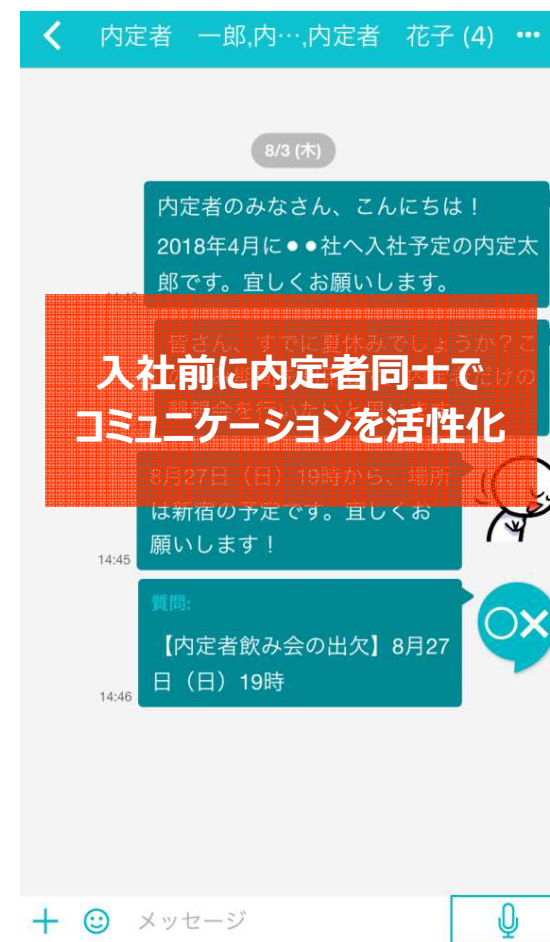 内定者　一郎,内…,内定者　花子 (4) •••
8/3 (木)
内定者のみなさん、こんにちは！
2018年4月に●●社へ入社予定の内定太
郎です。宜しくお願いします。
皆さん、すでに夏休みでしょうか？こ
入社前に内定者同士で
コミュニケーションを活性化
8月27日（日）19時から、場所
は新宿の予定です。宜しくお
願いします！
14:45
質問:
【内定者飲み会の出欠】8月27
日（日）19時
14:46
○×
メッセージ